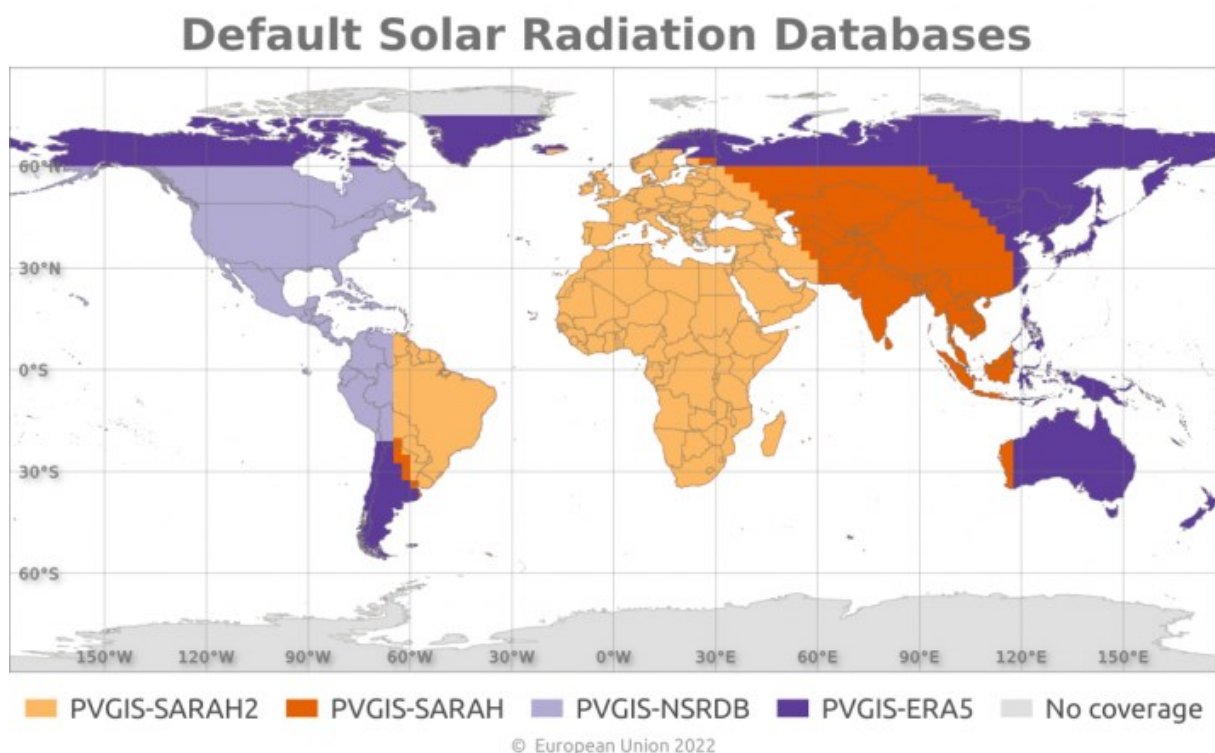 Default Solar Radiation Databases
60°N
30°N
0°S
30°S
60°S
150°W 120°W 90°W 60°W 30°W 0°W 30°E 60°E 90°E 120°E 150°E
PVGIS-SARAH2 PVGIS-SARAH PVGIS-NSRDB PVGIS-ERA5 No coverage
© European Union 2022